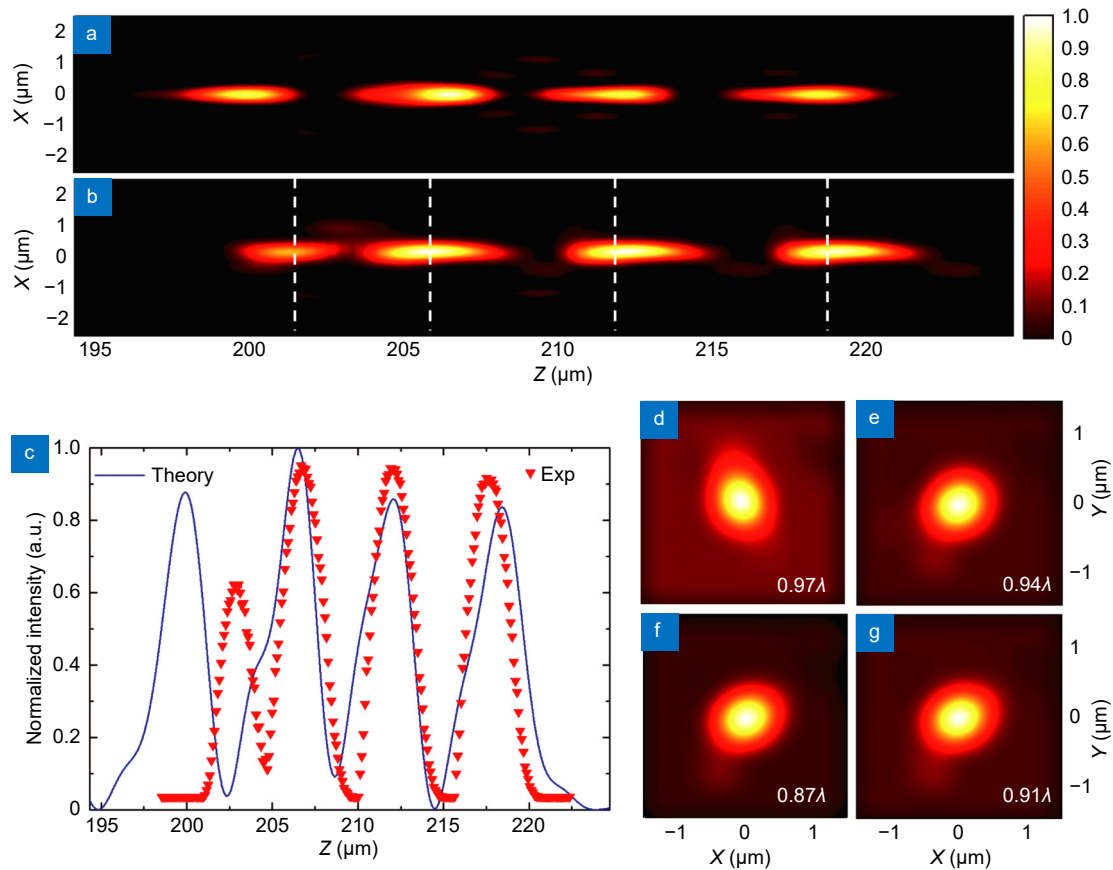 a
2
1
0
−1
−2
X (μm)
b
2
1
0
−1
−2
X (μm)
195 200 205 210 215 220
Z (μm)
1.0
0.9
0.8
0.7
0.6
0.5
0.4
0.3
0.2
0.1
0
c
Theory
Exp
1.0
0.8
0.6
0.4
0.2
0
Normalized intensity (a.u.)
195 200 205 210 215 220
Z (μm)
d
0.97λ
e
0.94λ
1
0
−1
Y (μm)
f
0.87λ
g
0.91λ
1
0
−1
Y (μm)
−1 0 1
X (μm)
−1 0 1
X (μm)